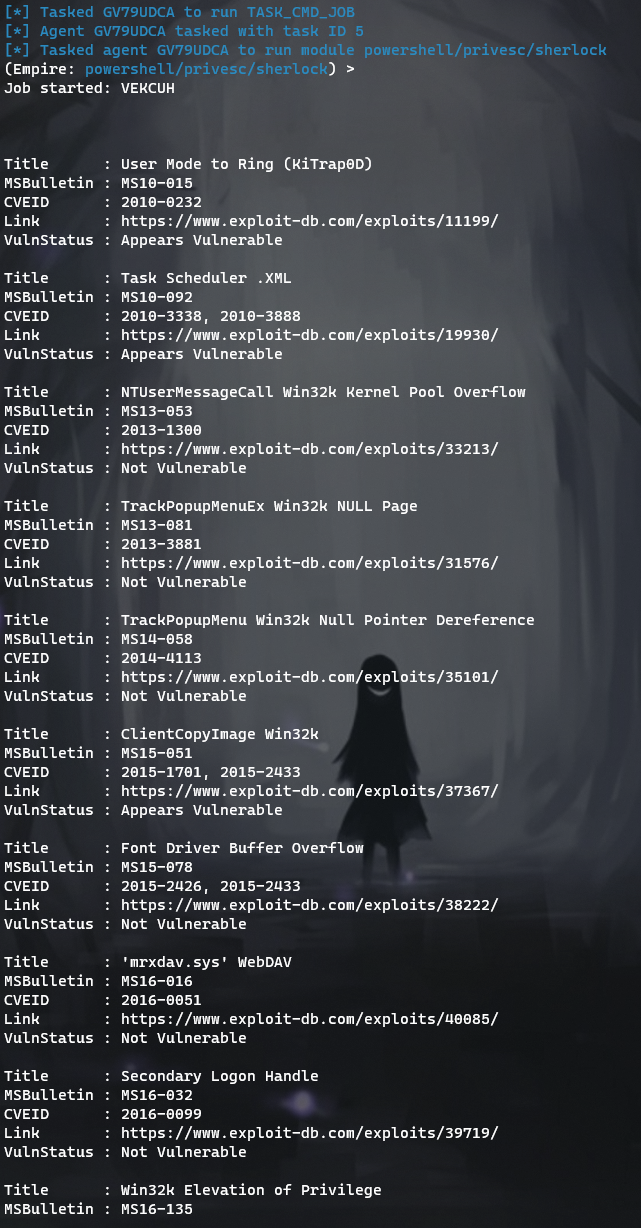 [*] Tasked GV79UDCA to run TASK_CMD_JOB
[*] Agent GV79UDCA tasked with task ID 5
[*] Tasked agent GV79UDCA to run module powershell/privesc/sherlock
(Empire: powershell/privesc/sherlock) >
Job started: VEKCUH
Title      : User Mode to Ring (KiTrap0D)
MSBulletin : MS10-015
CVEID      : 2010-0232
Link       : https://www.exploit-db.com/exploits/11199/
VulnStatus : Appears Vulnerable
Title      : Task Scheduler .XML
MSBulletin : MS10-092
CVEID      : 2010-3338, 2010-3888
Link       : https://www.exploit-db.com/exploits/19930/
VulnStatus : Appears Vulnerable
Title      : NTUserMessageCall Win32k Kernel Pool Overflow
MSBulletin : MS13-053
CVEID      : 2013-1300
Link       : https://www.exploit-db.com/exploits/33213/
VulnStatus : Not Vulnerable
Title      : TrackPopupMenuEx Win32k NULL Page
MSBulletin : MS13-081
CVEID      : 2013-3881
Link       : https://www.exploit-db.com/exploits/31576/
VulnStatus : Not Vulnerable
Title      : TrackPopupMenu Win32k Null Pointer Dereference
MSBulletin : MS14-058
CVEID      : 2014-4113
Link       : https://www.exploit-db.com/exploits/35101/
VulnStatus : Not Vulnerable
Title      : ClientCopyImage Win32k
MSBulletin : MS15-051
CVEID      : 2015-1701, 2015-2433
Link       : https://www.exploit-db.com/exploits/37367/
VulnStatus : Appears Vulnerable
Title      : Font Driver Buffer Overflow
MSBulletin : MS15-078
CVEID      : 2015-2426, 2015-2433
Link       : https://www.exploit-db.com/exploits/38222/
VulnStatus : Not Vulnerable
Title      : 'mrxdav.sys' WebDAV
MSBulletin : MS16-016
CVEID      : 2016-0051
Link       : https://www.exploit-db.com/exploits/40085/
VulnStatus : Not Vulnerable
Title      : Secondary Logon Handle
MSBulletin : MS16-032
CVEID      : 2016-0099
Link       : https://www.exploit-db.com/exploits/39719/
VulnStatus : Not Vulnerable
Title      : Win32k Elevation of Privilege
MSBulletin : MS16-135